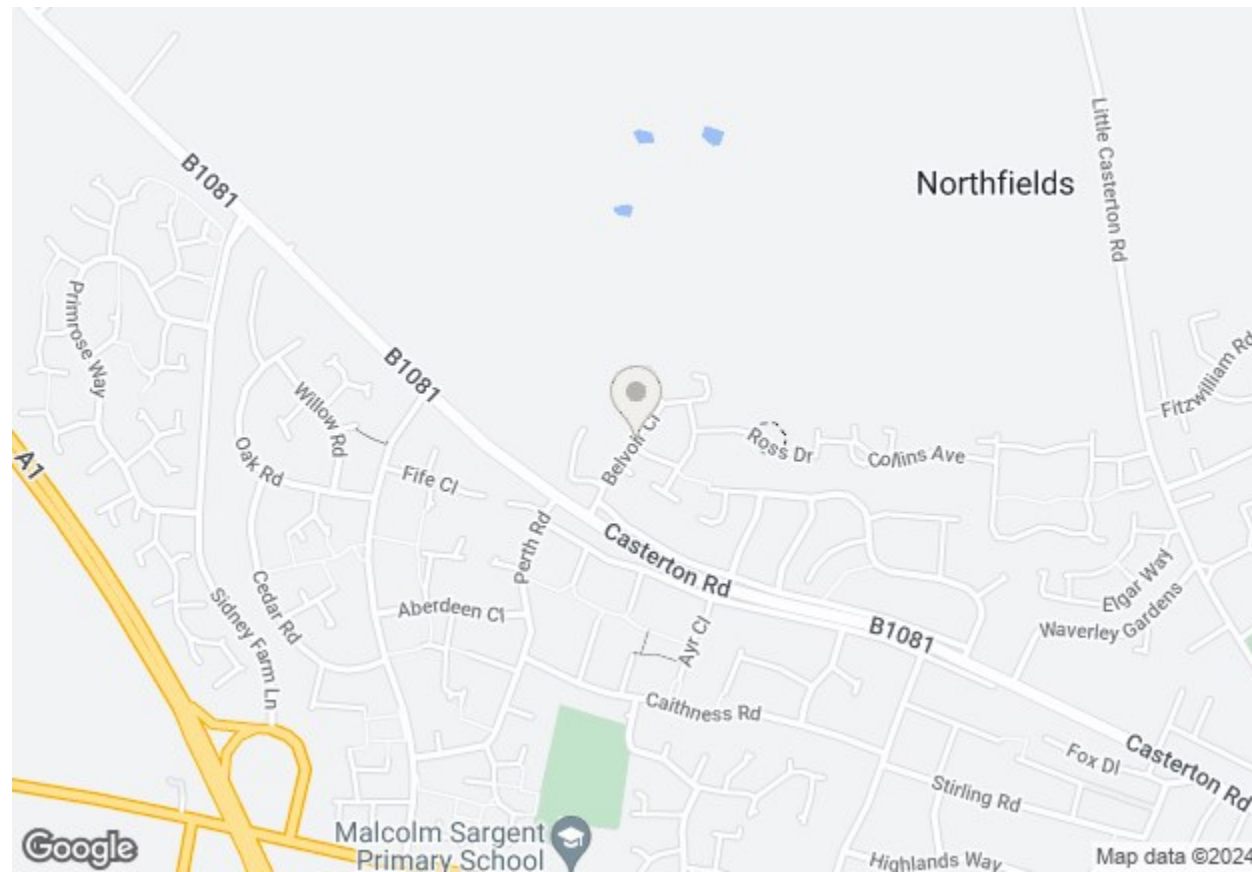 Little Casterton Rd
B1081
Northfields
Primrose Way
B1081
Fitzwilliam Rd
Willow Rd
Belvoir Cl
Ross Dr
Collins Ave
A1
Oak Rd
Fife Cl
Perth Rd
Casterton Rd
Elgar Way
Cedar Rd
Sidney Farm Ln
Aberdeen Cl
Ayr Cl
B1081
Waverley Gardens
Caithness Rd
Casterton Rd
Fox Dl
Stirling Rd
Malcolm Sargent
Primary School
Google
Highlands Way
Map data ©2024